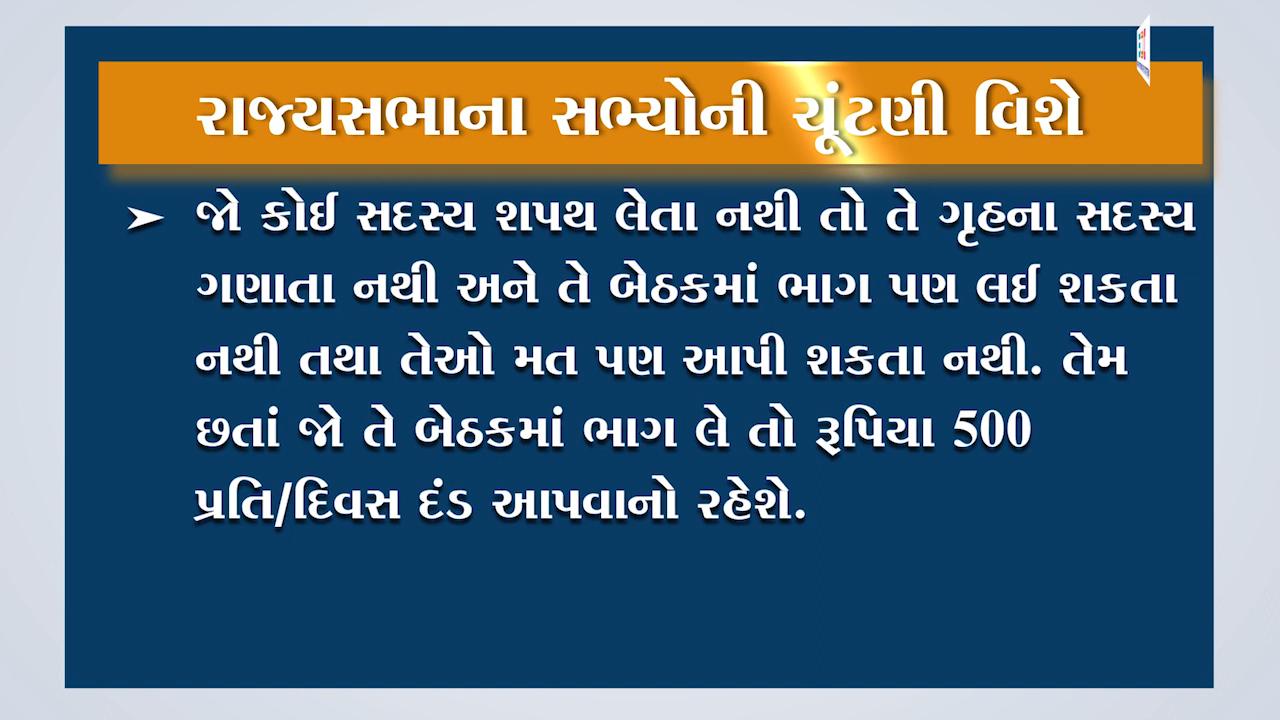 રાજ્યસભાના સભ્યોની ચૂંટણી વિશે
➤ જો કોઈ સદસ્ય શપથ લેતા નથી તો તે ગૃહના સદસ્ય
ગણાતા નથી અને તે બેઠકમાં ભાગ પણ લઈ શકતા
નથી તથા તેઓ મત પણ આપી શકતા નથી. તેમ
છતાં જો તે બેઠકમાં ભાગ લે તો રૂપિયા 500
પ્રતિ/દિવસ દંડ આપવાનો રહેશે.